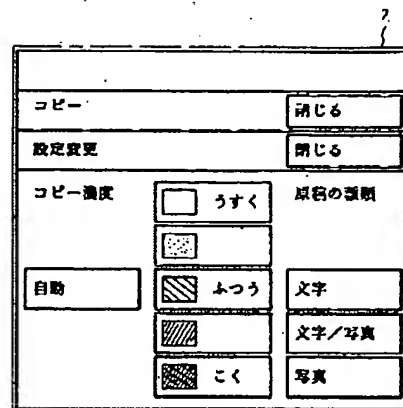 7
コピー 閉じる
設定変更 閉じる
コピー濃度 うすく 原稿の種類
自動 ふつう 文字
文字/写真
こく 写真